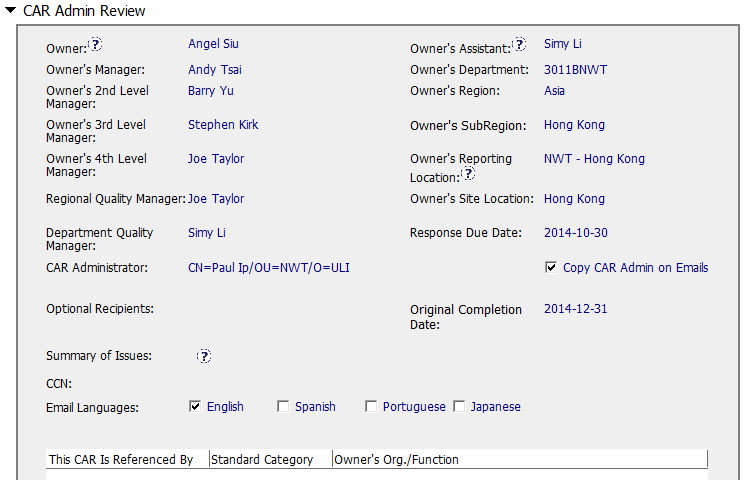 CAR Admin Review
Owner: ? Angel Siu Owner's Assistant: ? Simy Li
Owner's Manager: Andy Tsai Owner's Department: 3011BNWT
Owner's 2nd Level Manager: Barry Yu Owner's Region: Asia
Owner's 3rd Level Manager: Stephen Kirk Owner's SubRegion: Hong Kong
Owner's 4th Level Manager: Joe Taylor Owner's Reporting Location: ? NWT - Hong Kong
Regional Quality Manager: Joe Taylor Owner's Site Location: Hong Kong
Department Quality Manager: Simy Li Response Due Date: 2014-10-30
CAR Administrator: CN=Paul Ip/OU=NWT/O=ULI Copy CAR Admin on Emails
Optional Recipients: Original Completion Date: 2014-12-31
Summary of Issues: ?
CCN:
Email Languages: English Spanish Portuguese Japanese
This CAR Is Referenced By Standard Category Owner's Org./Function